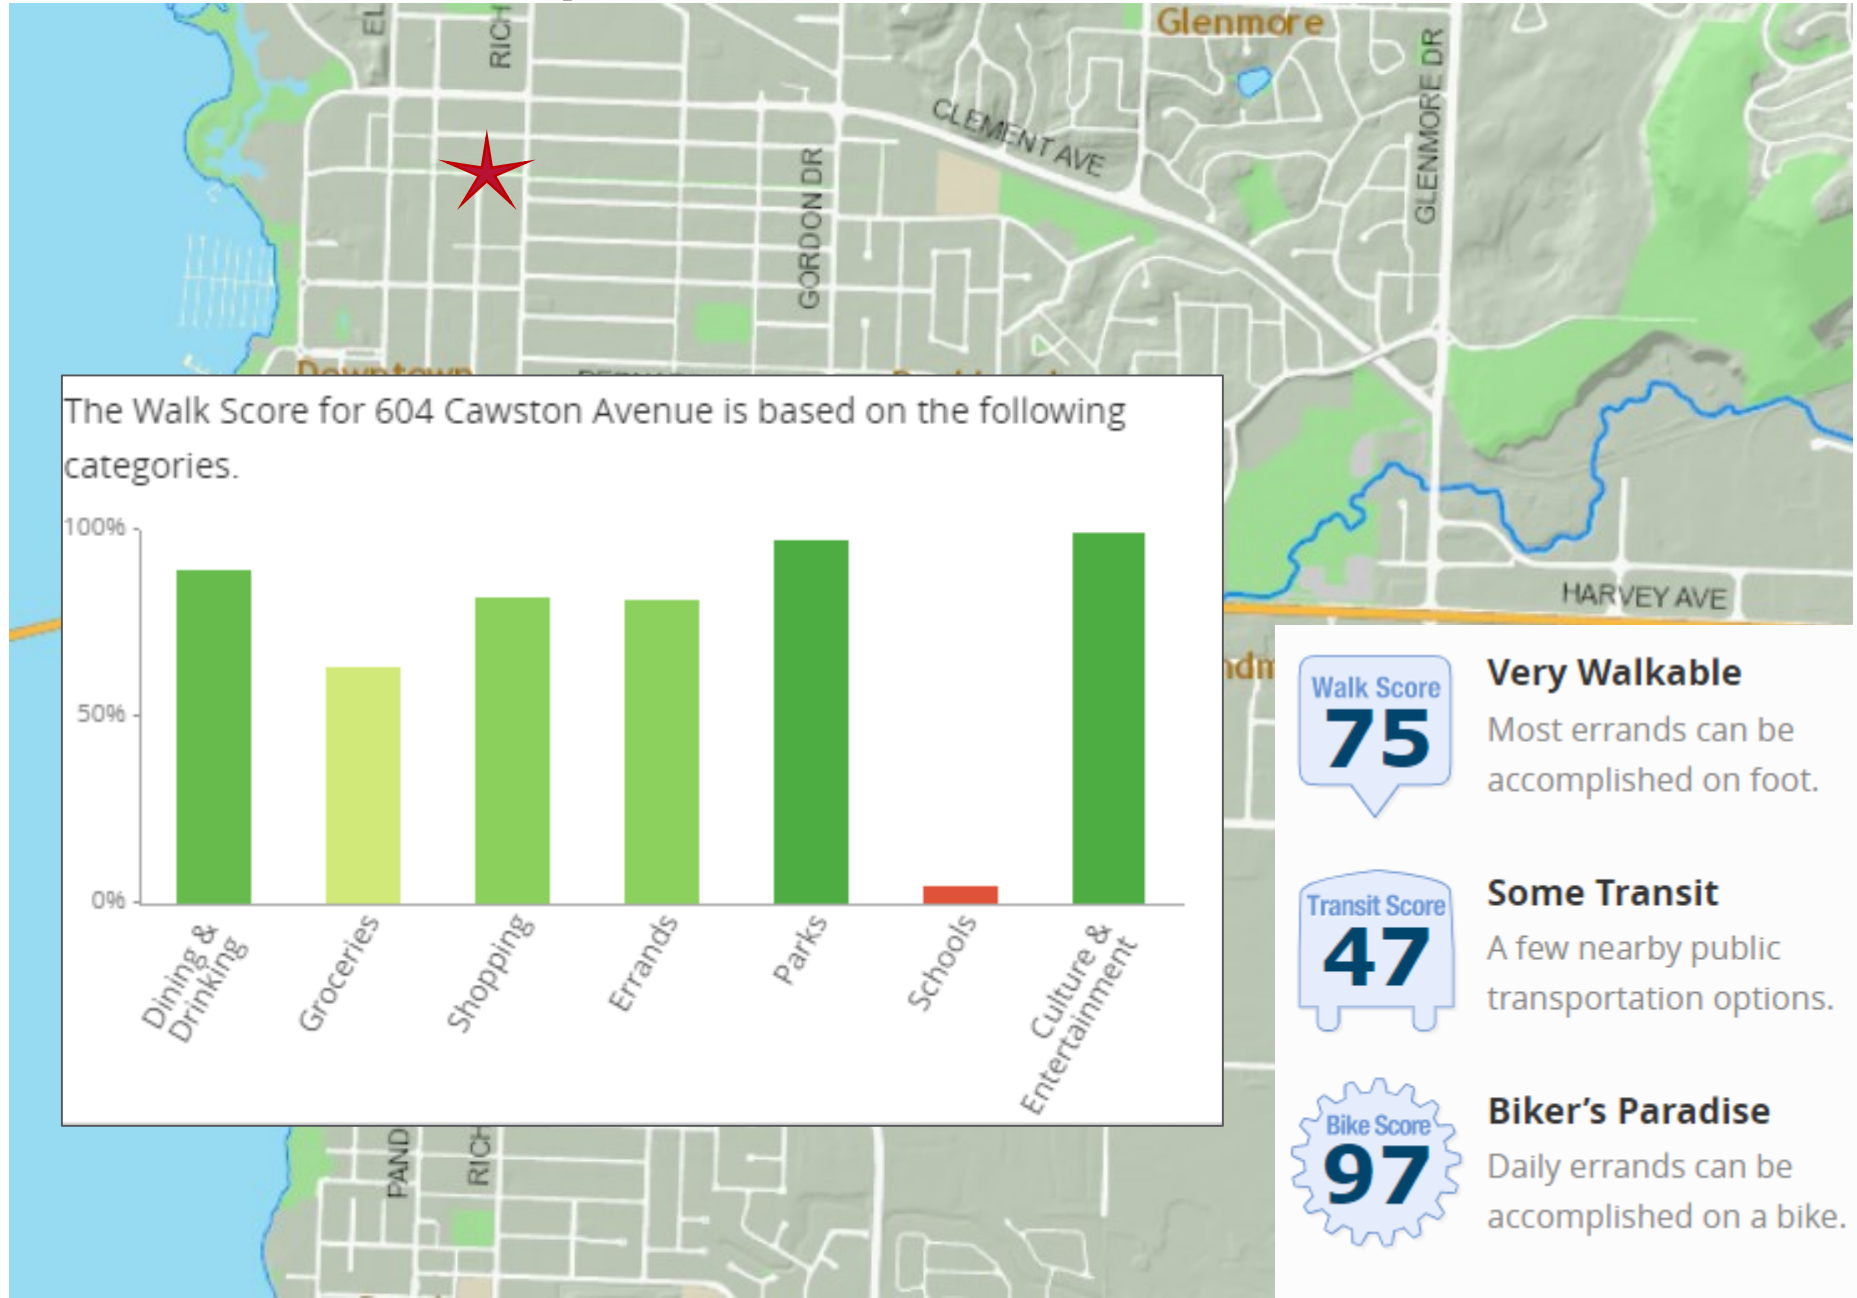 Glenmore
EL
RICH
GLENMORE DR
CLEMENT AVE
GORDON DR
Downtown
The Walk Score for 604 Cawston Avenue is based on the following
categories.
100%
50%
0%
Dining &
Drinking
Groceries
Shopping
Errands
Parks
Schools
Culture &
Entertainment
HARVEY AVE
Walk Score
75
Very Walkable
Most errands can be
accomplished on foot.
Transit Score
47
Some Transit
A few nearby public
transportation options.
Bike Score
97
Biker's Paradise
Daily errands can be
accomplished on a bike.
PAND
RICH